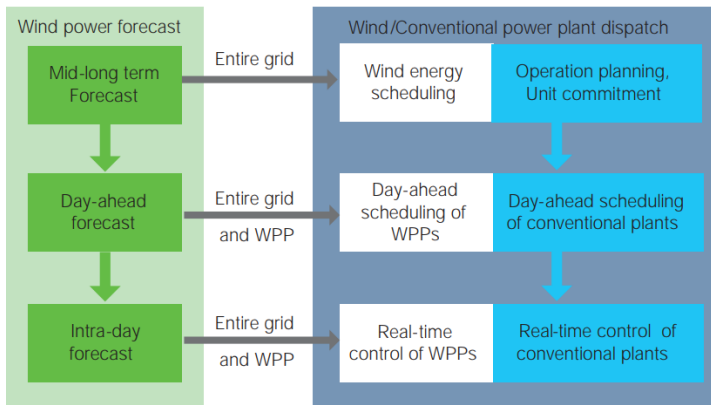 Wind power forecast
Wind/Conventional power plant dispatch
Mid-long term
Forecast
Entire grid
Wind energy
scheduling
Operation planning,
Unit commitment
Day-ahead
forecast
Entire grid
and WPP
Day-ahead
scheduling of
WPPs
Day-ahead scheduling
of conventional plants
Intra-day
forecast
Entire grid
and WPP
Real-time
control of WPPs
Real-time control of
conventional plants